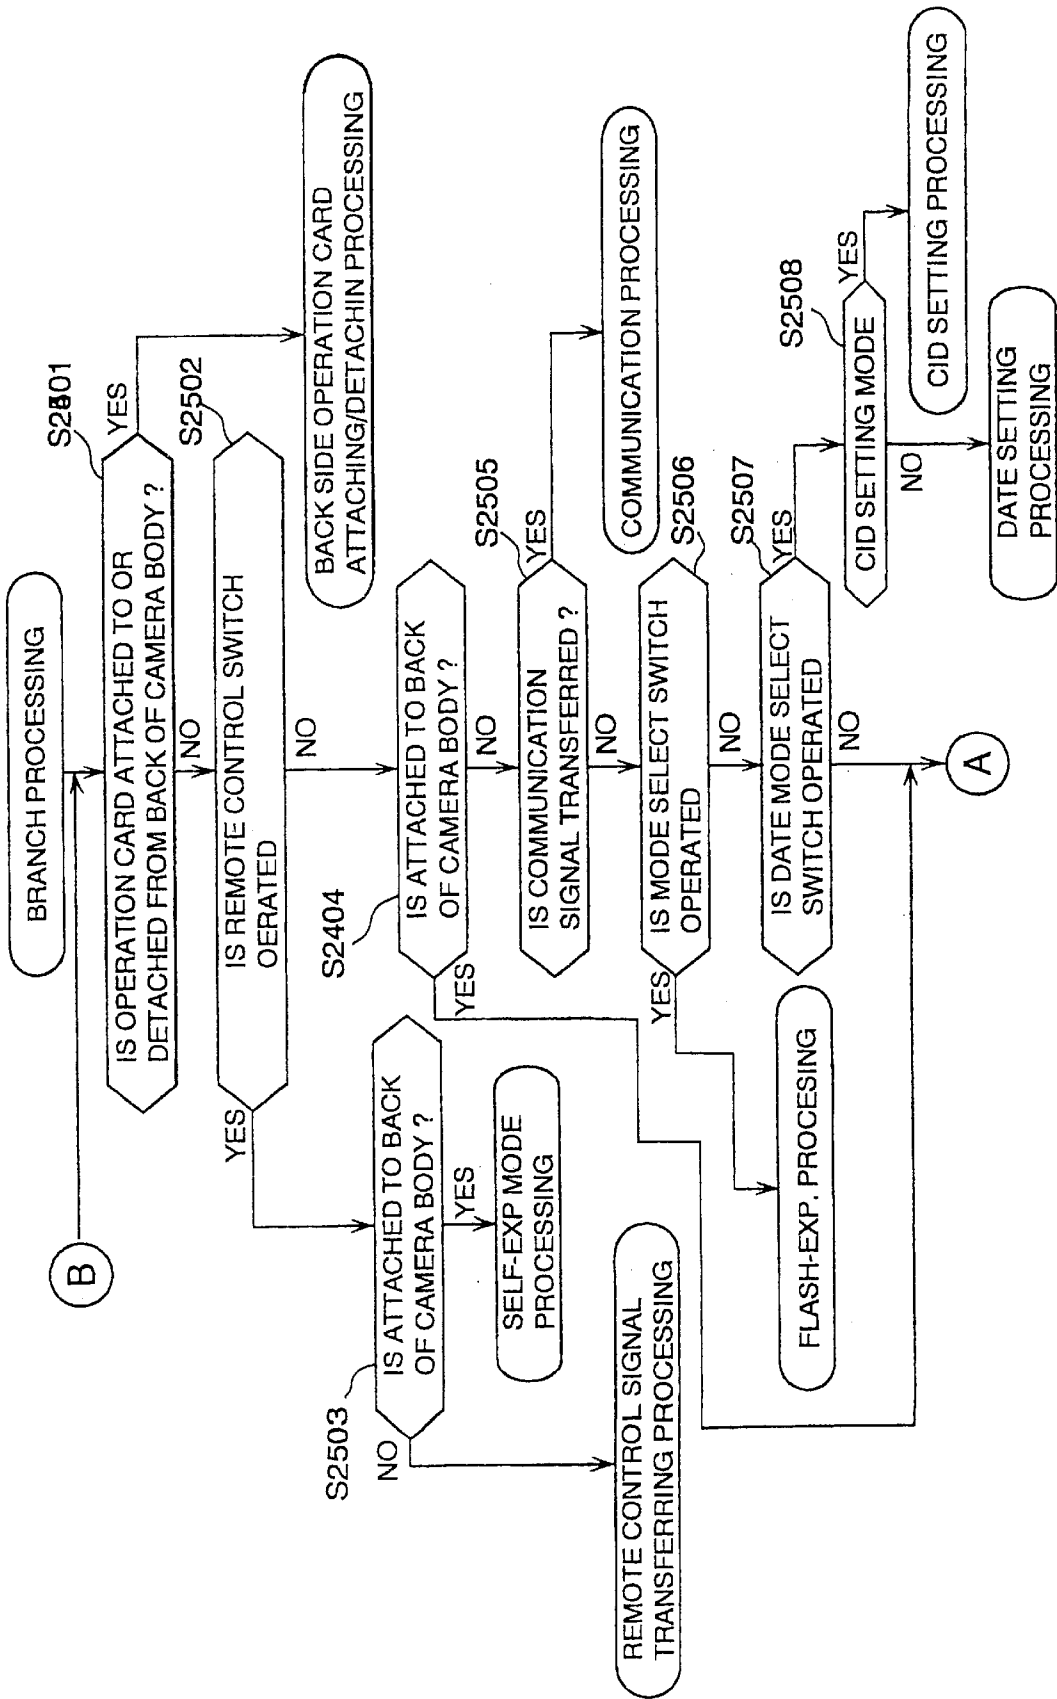 BRANCH PROCESSING
B
IS OPERATION CARD ATTACHED TO OR
DETACHED FROM BACK OF CAMERA BODY ?
YES
NO
BACK SIDE OPERATION CARD
ATTACHING/DETACHIN PROCESSING
S2502
IS REMOTE CONTROL SWITCH
OERATED
YES
NO
S2503
IS ATTACHED TO BACK
OF CAMERA BODY ?
NO
YES
SELF-EXP MODE
PROCESSING
REMOTE CONTROL SIGNAL
TRANSFERRING PROCESSING
S2404
IS ATTACHED TO BACK
OF CAMERA BODY ?
YES
NO
S2505
IS COMMUNICATION
SIGNAL TRANSFERRED ?
YES
NO
COMMUNICATION PROCESSING
S2506
IS MODE SELECT SWITCH
OPERATED
YES
NO
FLASH-EXP. PROCESING
S2507
IS DATE MODE SELECT
SWITCH OPERATED
YES
NO
S2508
CID SETTING MODE
YES
NO
CID SETTING PROCESSING
DATE SETTING
PROCESSING
A